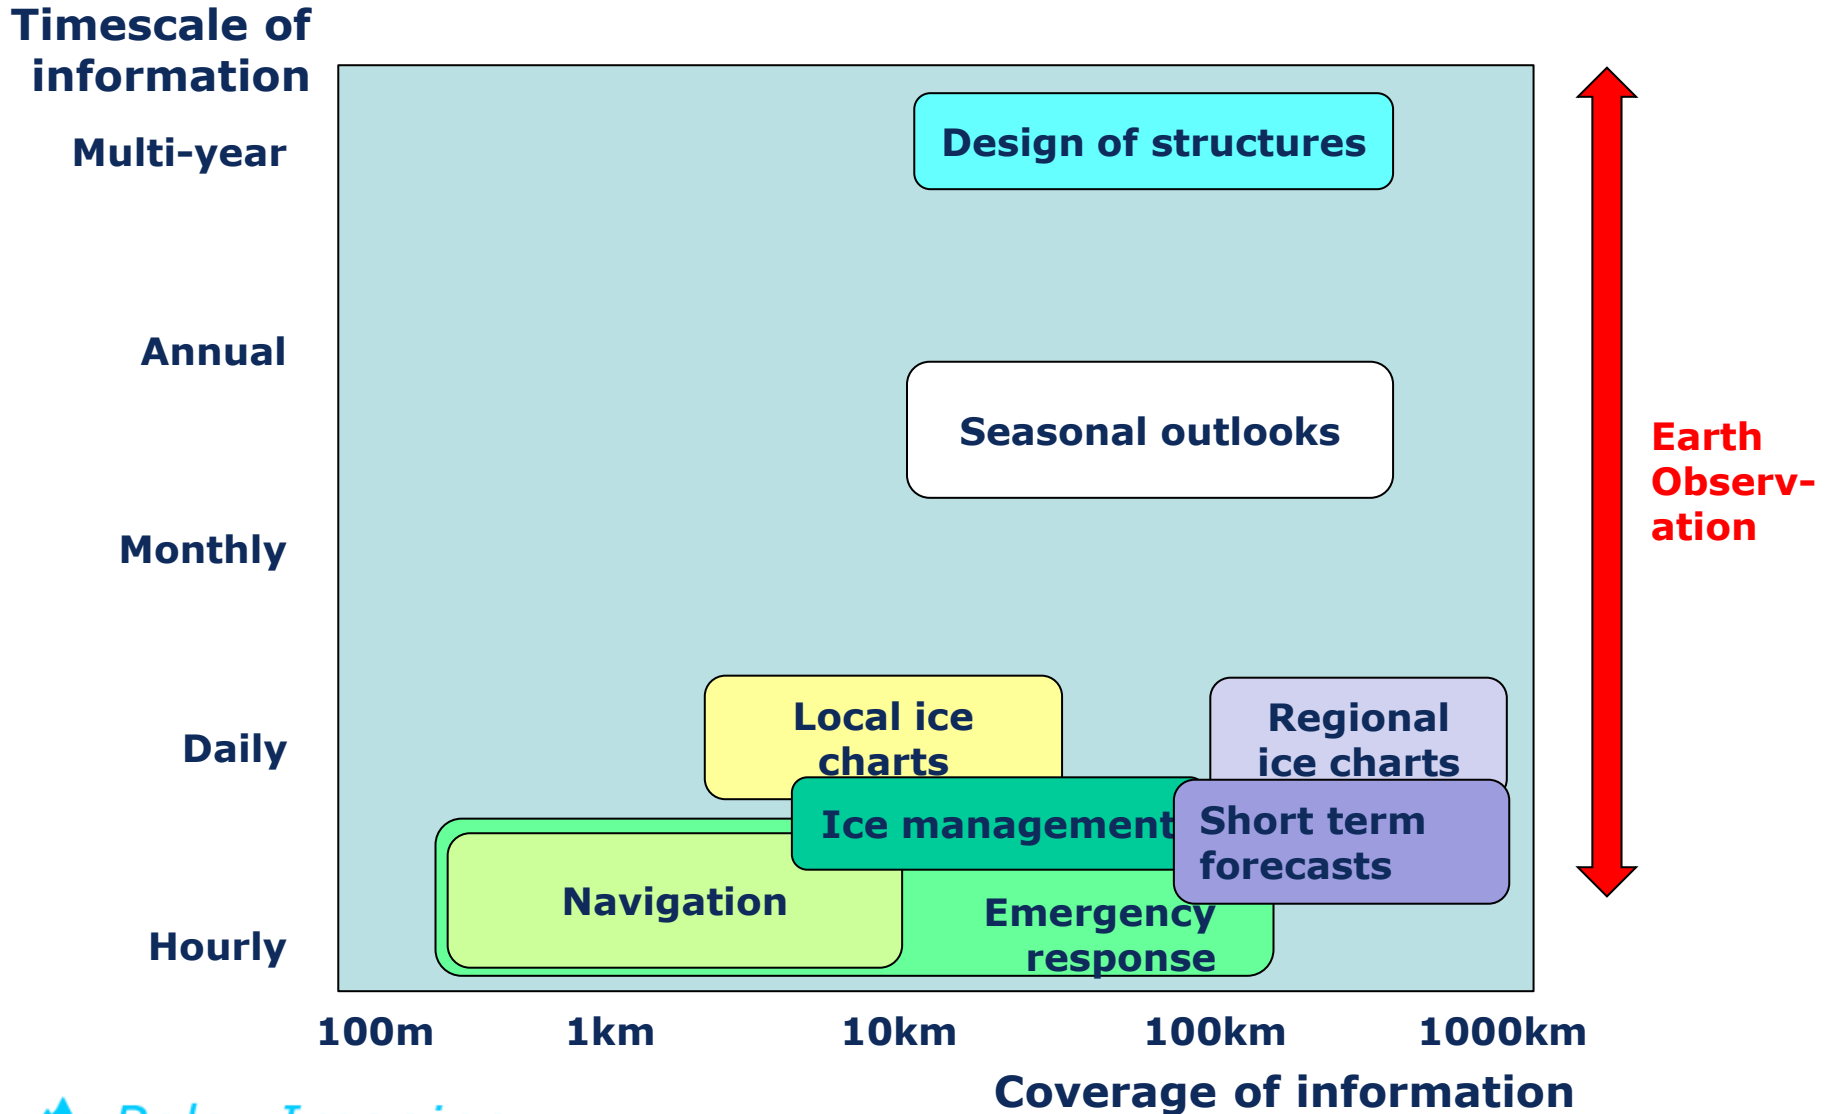 Timescale of
information
Multi-year
Design of structures
Annual
Seasonal outlooks
Monthly
Earth
Observ-
ation
Daily
Local ice
charts
Regional
ice charts
Ice management
Short term
forecasts
Navigation
Emergency
response
Hourly
100m 1km 10km 100km 1000km
Coverage of information